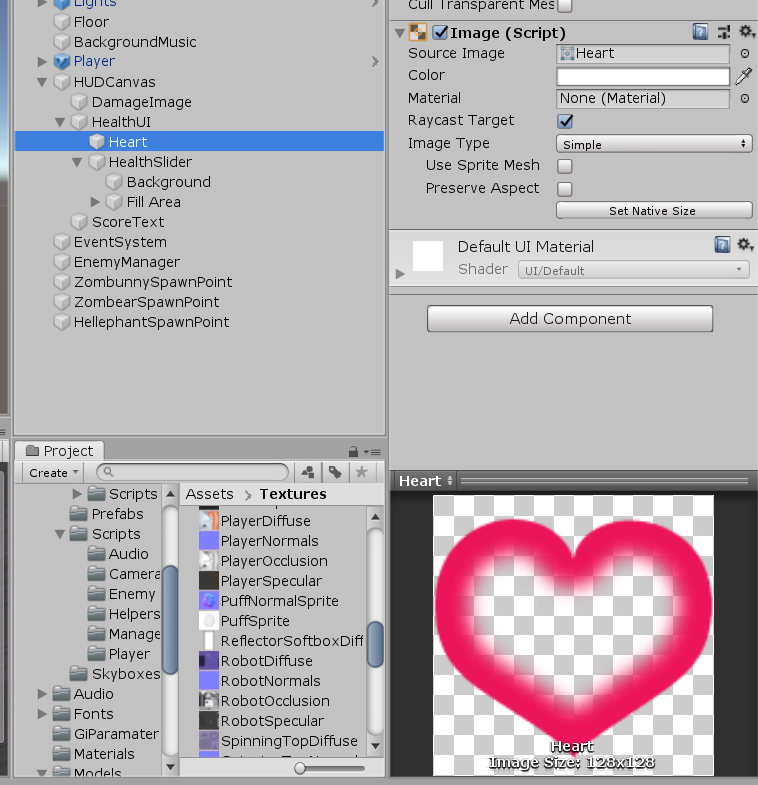 Lights
Floor
BackgroundMusic
Player
HUDCanvas
DamageImage
HealthUI
Heart
HealthSlider
Background
Fill Area
ScoreText
EventSystem
EnemyManager
ZombunnySpawnPoint
ZombearSpawnPoint
HellephantSpawnPoint
Cull Transparent Mes
Image (Script)
Source Image Heart
Color
Material None (Material)
Raycast Target
Image Type Simple
Use Sprite Mesh
Preserve Aspect
Set Native Size
Default UI Material
Shader UI/Default
Add Component
Project
Create
Scripts
Prefabs
Scripts
Audio
Camera
Enemy
Helpers
Manage
Player
Skyboxes
Audio
Fonts
GiParamater
Materials
Models
Assets > Textures
PlayerDiffuse
PlayerNormals
PlayerOcclusion
PlayerSpecular
PuffNormalSprite
PuffSprite
ReflectorSoftboxDiff
RobotDiffuse
RobotNormals
RobotOcclusion
RobotSpecular
SpinningTopDiffuse
Heart
Heart
Image Size: 128x128